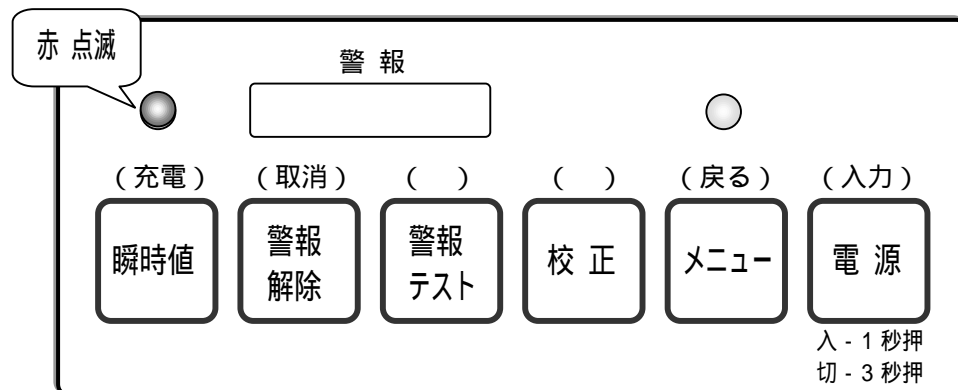 赤 点滅
警 報
(充電) (取消) ( ) ( ) (戻る) (入力)
瞬時値 警報解除 警報テスト 校 正 メニュー 電 源
入 - 1 秒押
切 - 3 秒押